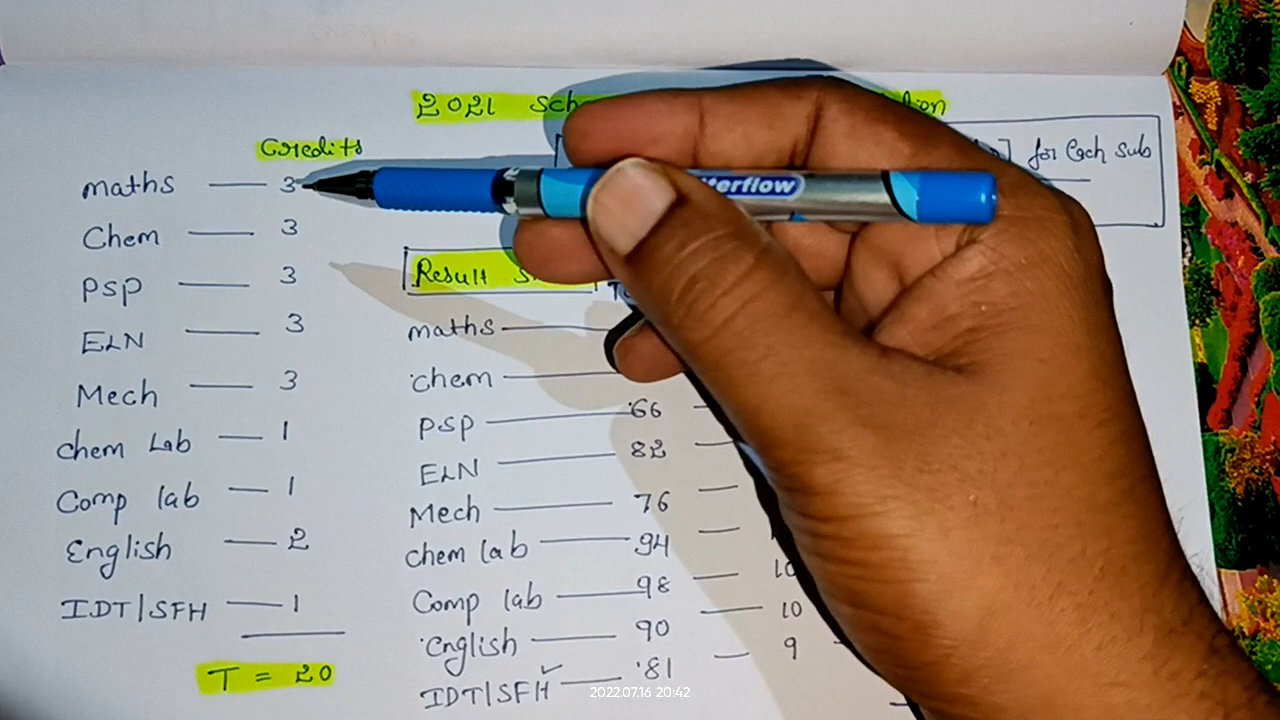 2021
Credits
for Each Sub
maths — 3
Chem — 3
PSP — 3
ELN — 3
Mech — 3
chem Lab — 1
Comp lab — 1
English — 2
IDT/SFH — 1
T = 20
Result
maths —
chem —
PSP — 66 —
ELN — 82 —
Mech — 76 —
chem lab — 94 —
Comp lab — 98 — 10
English — 90 — 10
IDT/SFH ✓ — 81 — 9
terflow
2022.07.16 20:42